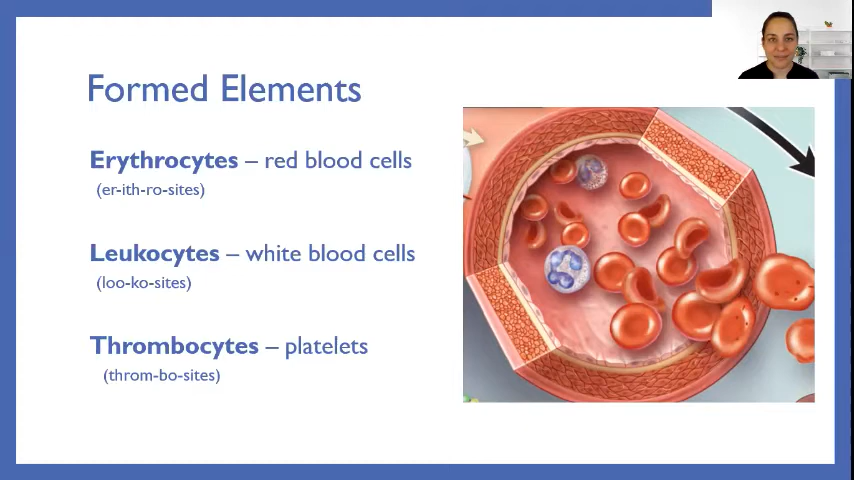 Formed Elements
Erythrocytes – red blood cells
(er-ith-ro-sites)
Leukocytes – white blood cells
(loo-ko-sites)
Thrombocytes – platelets
(throm-bo-sites)